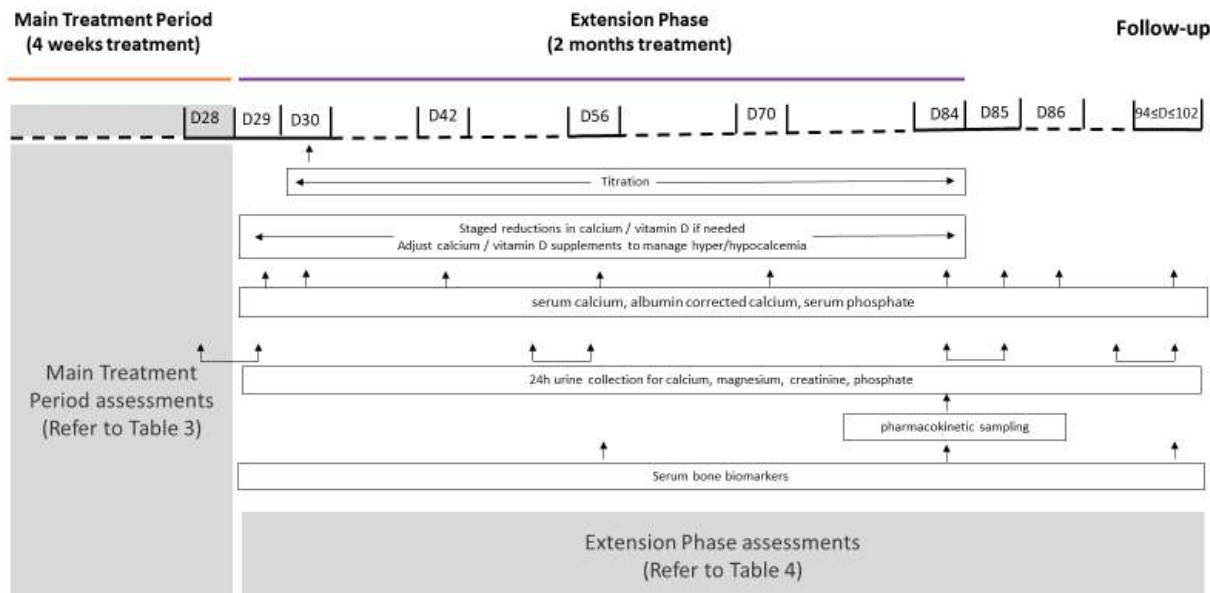 Main Treatment Period
(4 weeks treatment)
Extension Phase
(2 months treatment)
Follow-up
D28
D29
D30
D42
D56
D70
D84
D85
D86
94≤D≤102
Titration
Staged reductions in calcium / vitamin D if needed
Adjust calcium / vitamin D supplements to manage hyper/hypocalcemia
serum calcium, albumin corrected calcium, serum phosphate
24h urine collection for calcium, magnesium, creatinine, phosphate
pharmacokinetic sampling
Serum bone biomarkers
Main Treatment
Period assessments
(Refer to Table 3)
Extension Phase assessments
(Refer to Table 4)